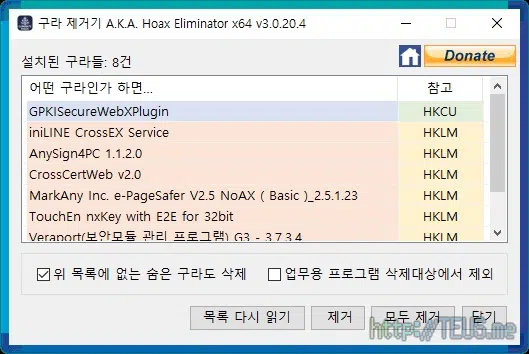 구라 제거기 A.K.A. Hoax Eliminator x64 v3.0.20.4
설치된 구라들: 8건
Donate
어떤 구라인가 하면... 참고
GPKISecureWebXPlugin HKCU
iniLINE CrossEX Service HKLM
AnySign4PC 1.1.2.0 HKLM
CrossCertWeb v2.0 HKLM
MarkAny Inc. e-PageSafer V2.5 NoAX ( Basic )_2.5.1.23 HKLM
TouchEn nxKey with E2E for 32bit HKLM
Veraport(보안모듈 관리 프로그램) G3 - 3,7,3,4 HKLM
위 목록에 없는 숨은 구라도 삭제 업무용 프로그램 삭제대상에서 제외
목록 다시 읽기 제거 모두 제거 닫기
http://TEUS.me